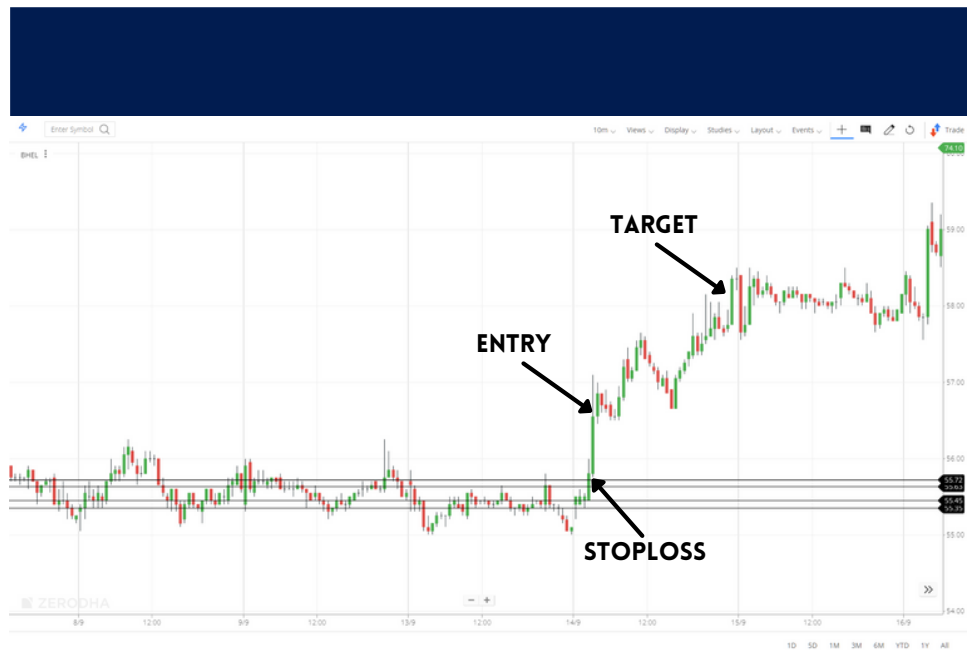 Enter Symbol
10m Views Display Studies Layout Events Trade
BHEL
74.10
TARGET
59.00
58.00
ENTRY
57.00
56.00
55.72
55.63
55.45
55.35
55.00
STOPLOSS
ZERODHA
54.00
8/9 12:00 9/9 12:00 13/9 12:00 14/9 12:00 15/9 12:00 16/9
1D 5D 1M 3M 6M YTD 1Y All